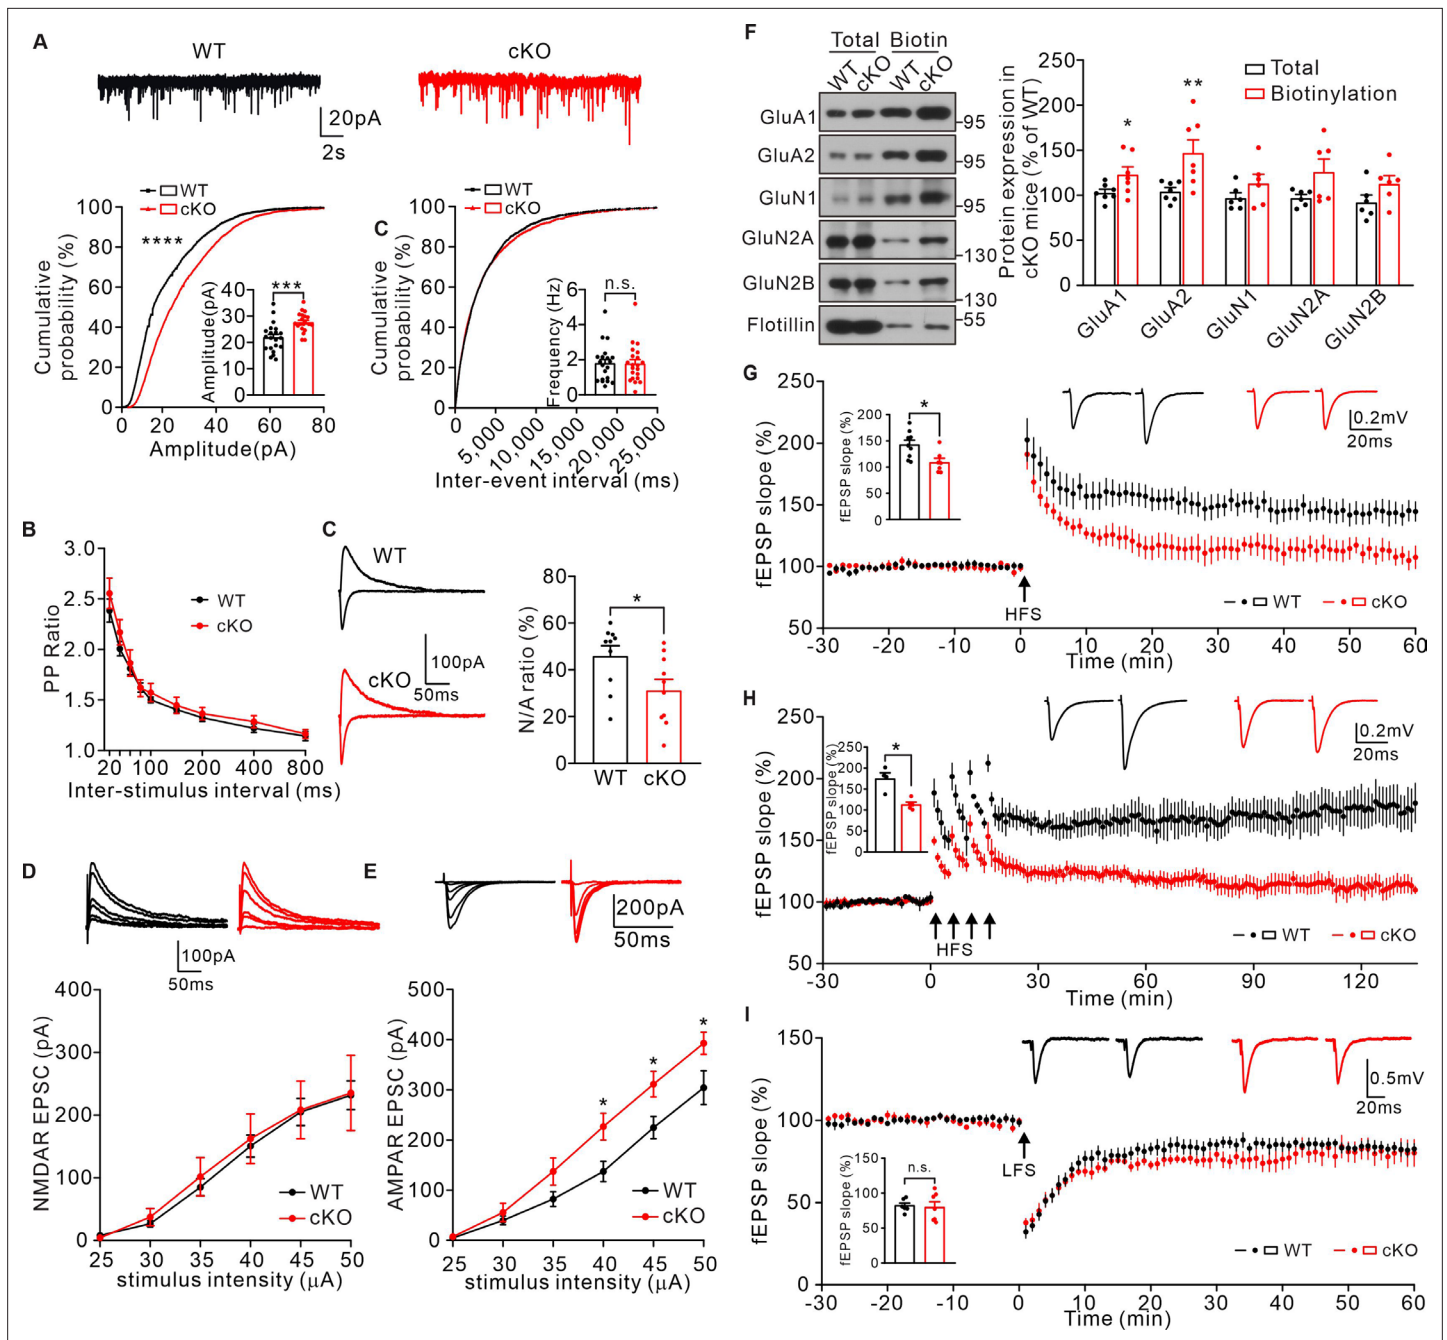 A
WT
cKO
20pA
2s
WT
cKO
100
80
60
40
20
0
Cumulative
probability (%)
****
0
20
40
60
80
Amplitude(pA)
***
40
30
20
10
0
Amplitude(pA)
C
WT
cKO
100
80
60
40
20
0
Cumulative
probability (%)
5,000
10,000
15,000
20,000
25,000
Inter-event interval (ms)
n.s.
6
4
2
0
Frequency (Hz)
B
3.0
2.5
2.0
1.5
1.0
PP Ratio
WT
cKO
20
100
200
400
800
Inter-stimulus interval (ms)
C
WT
cKO
100pA
50ms
80
60
40
20
0
N/A ratio (%)
*
WT
cKO
D
100pA
50ms
400
300
200
100
0
NMDAR EPSC (pA)
WT
cKO
25
30
35
40
45
50
stimulus intensity (μA)
E
200pA
50ms
500
400
300
200
100
0
AMPAR EPSC (pA)
*
*
*
WT
cKO
25
30
35
40
45
50
stimulus intensity (μA)
F
Total
Biotin
WT
cKO
WT
cKO
GluA1
95
GluA2
95
GluN1
95
GluN2A
130
GluN2B
130
Flotillin
55
Protein expression in
cKO mice (% of WT)
250
200
150
100
50
0
Total
Biotinylation
*
**
GluA1
GluA2
GluN1
GluN2A
GluN2B
G
250
200
150
100
50
fEPSP slope (%)
200
150
100
50
0
fEPSP slope (%)
*
0.2mV
20ms
HFS
WT
cKO
-30
-20
-10
0
10
20
30
40
50
60
Time (min)
H
250
200
150
100
50
fEPSP slope (%)
250
200
150
100
50
0
fEPSP slope (%)
*
0.2mV
20ms
HFS
WT
cKO
-30
0
30
60
90
120
Time (min)
I
150
100
50
0
fEPSP slope (%)
0.5mV
20ms
LFS
150
100
50
0
fEPSP slope (%)
n.s.
WT
cKO
-30
-20
-10
0
10
20
30
40
50
60
Time (min)